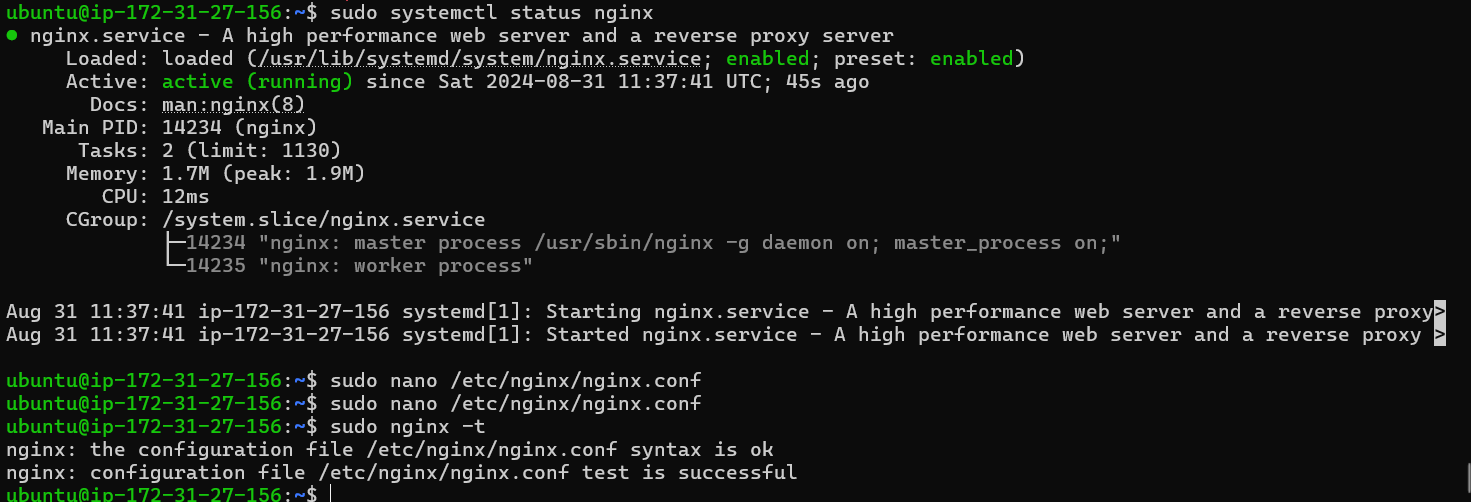 ubuntu@ip-172-31-27-156:~$ sudo systemctl status nginx
● nginx.service - A high performance web server and a reverse proxy server
     Loaded: loaded (/usr/lib/systemd/system/nginx.service; enabled; preset: enabled)
     Active: active (running) since Sat 2024-08-31 11:37:41 UTC; 45s ago
       Docs: man:nginx(8)
   Main PID: 14234 (nginx)
      Tasks: 2 (limit: 1130)
     Memory: 1.7M (peak: 1.9M)
        CPU: 12ms
     CGroup: /system.slice/nginx.service
             ├─14234 "nginx: master process /usr/sbin/nginx -g daemon on; master_process on;"
             └─14235 "nginx: worker process"
Aug 31 11:37:41 ip-172-31-27-156 systemd[1]: Starting nginx.service - A high performance web server and a reverse proxy>
Aug 31 11:37:41 ip-172-31-27-156 systemd[1]: Started nginx.service - A high performance web server and a reverse proxy >
ubuntu@ip-172-31-27-156:~$ sudo nano /etc/nginx/nginx.conf
ubuntu@ip-172-31-27-156:~$ sudo nano /etc/nginx/nginx.conf
ubuntu@ip-172-31-27-156:~$ sudo nginx -t
nginx: the configuration file /etc/nginx/nginx.conf syntax is ok
nginx: configuration file /etc/nginx/nginx.conf test is successful
ubuntu@ip-172-31-27-156:~$